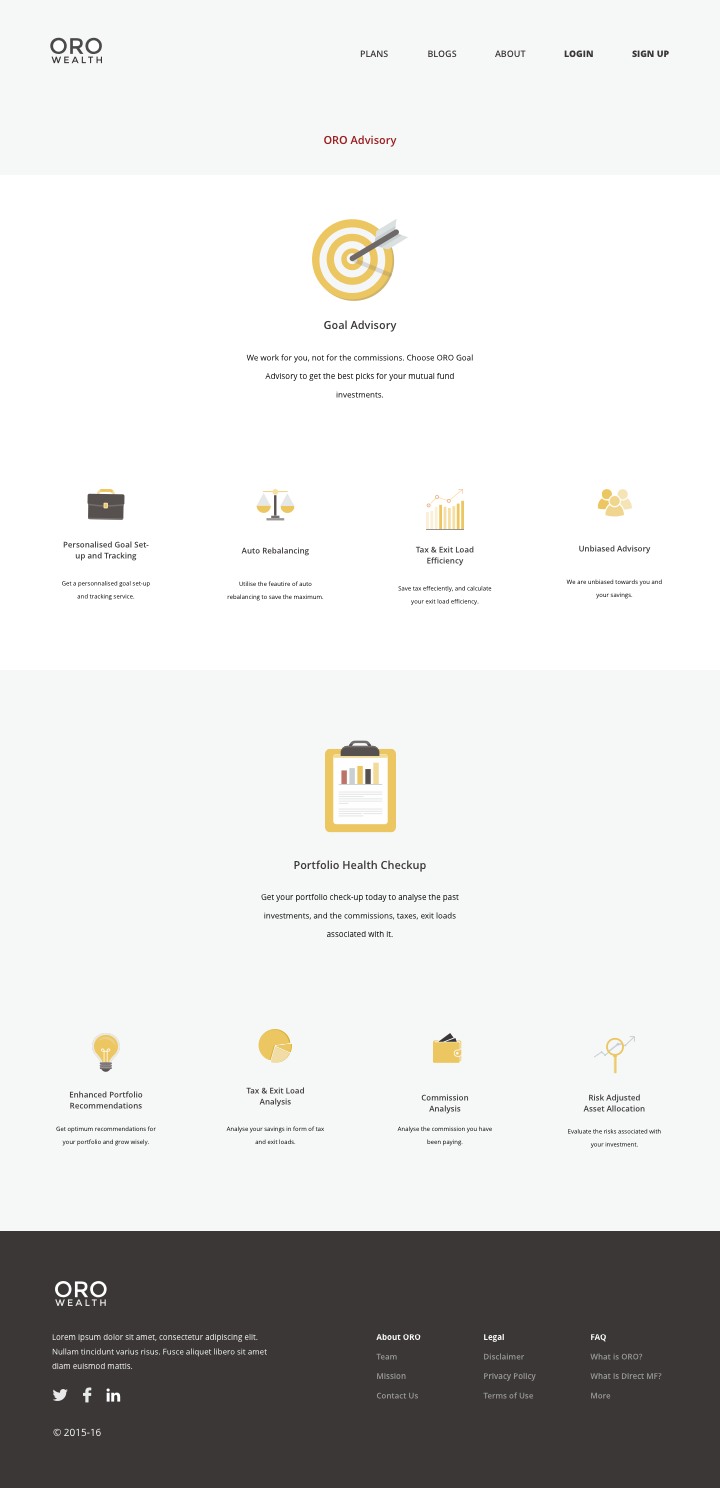 ORO
WEALTH
PLANS
BLOGS
ABOUT
LOGIN
SIGN UP
ORO Advisory
Goal Advisory
We work for you, not for the commissions. Choose ORO Goal
Advisory to get the best picks for your mutual fund
investments.
Personalised Goal Set-
up and Tracking
Get a personnalised goal set-up
and tracking service.
Auto Rebalancing
Utilise the feautire of auto
rebalancing to save the maximum.
Tax & Exit Load
Efficiency
Save tax effeciently, and calculate
your exit load efficiency.
Unbiased Advisory
We are unbiased towards you and
your savings.
Portfolio Health Checkup
Get your portfolio check-up today to analyse the past
investments, and the commissions, taxes, exit loads
associated with it.
Enhanced Portfolio
Recommendations
Get optimum recommendations for
your portfolio and grow wisely.
Tax & Exit Load
Analysis
Analyse your savings in form of tax
and exit loads.
Commission
Analysis
Analyse the commission you have
been paying.
Risk Adjusted
Asset Allocation
Evaluate the risks associated with
your investment.
ORO
WEALTH
Lorem ipsum dolor sit amet, consectetur adipiscing elit.
Nullam tincidunt varius risus. Fusce aliquet libero sit amet
diam euismod mattis.
© 2015-16
About ORO
Team
Mission
Contact Us
Legal
Disclaimer
Privacy Policy
Terms of Use
FAQ
What is ORO?
What is Direct MF?
More